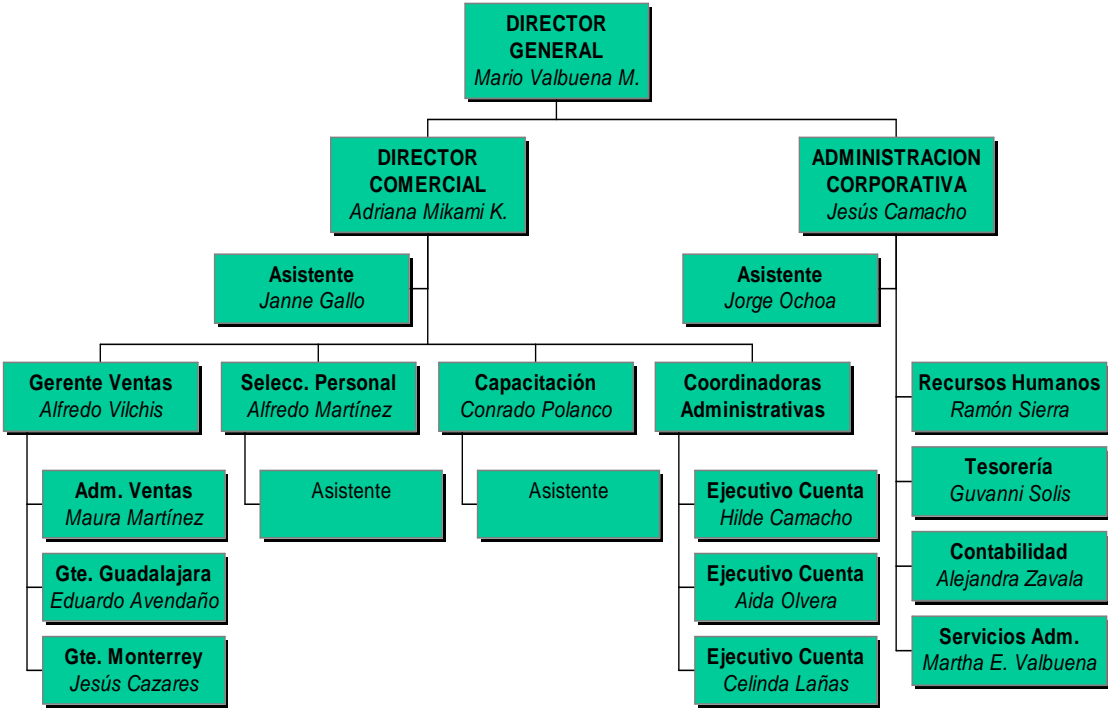 DIRECTOR
GENERAL
Mario Valbuena M.
DIRECTOR
COMERCIAL
Adriana Mikami K.
ADMINISTRACION
CORPORATIVA
Jesús Camacho
Asistente
Janne Gallo
Asistente
Jorge Ochoa
Gerente Ventas
Alfredo Vilchis
Selecc. Personal
Alfredo Martínez
Capacitación
Conrado Polanco
Coordinadoras
Administrativas
Recursos Humanos
Ramón Sierra
Adm. Ventas
Maura Martínez
Asistente
Asistente
Ejecutivo Cuenta
Hilde Camacho
Tesorería
Guvanni Solis
Gte. Guadalajara
Eduardo Avendaño
Ejecutivo Cuenta
Aida Olvera
Contabilidad
Alejandra Zavala
Gte. Monterrey
Jesús Cazares
Ejecutivo Cuenta
Celinda Lañas
Servicios Adm.
Martha E. Valbuena